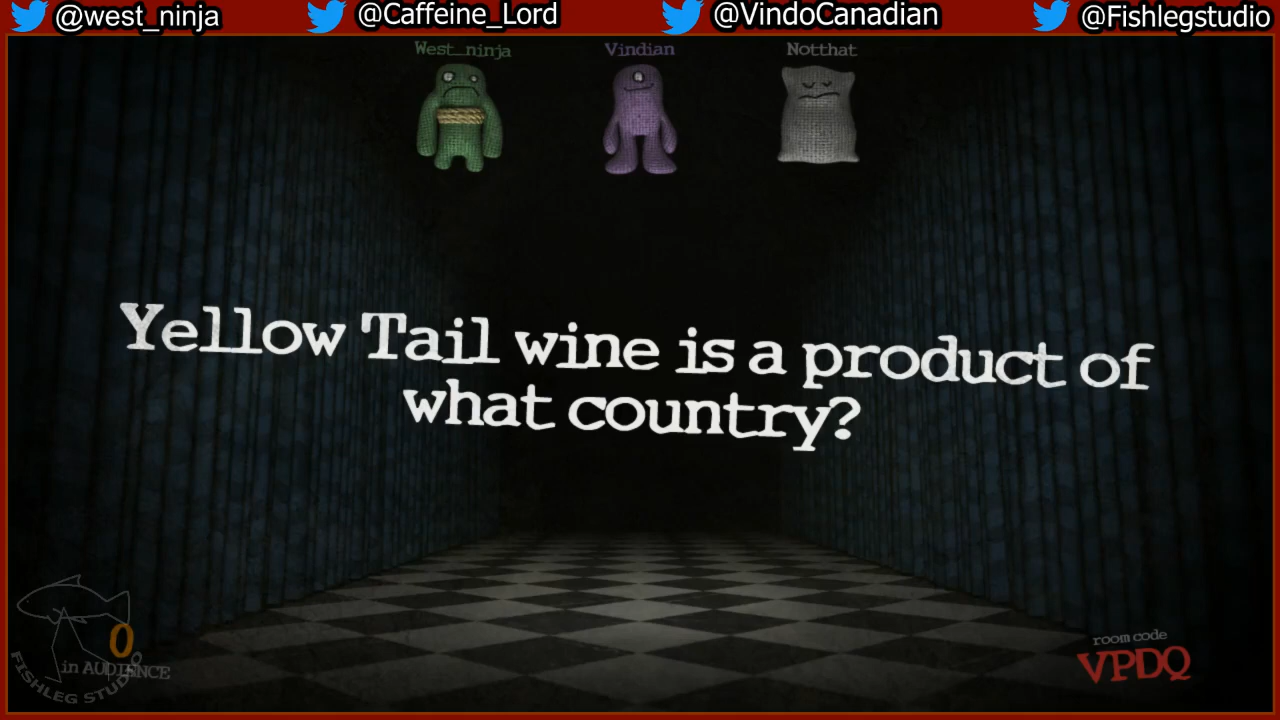 @west_ninja @Caffeine_Lord @VindoCanadian @Fishlegstudio
West_ninja Vindian Notthat
Yellow Tail wine is a product of
what country?
0
in AUDIENCE
FISHLEG STUDIO
room code
VPDQ